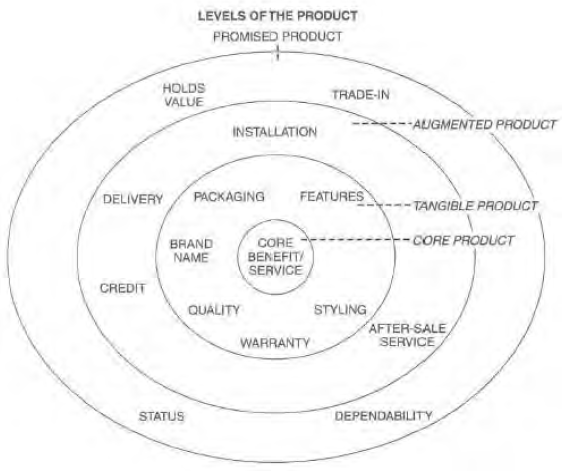 LEVELS OF THE PRODUCT
PROMISED PRODUCT
HOLDS
VALUE
TRADE-IN
AUGMENTED PRODUCT
INSTALLATION
DELIVERY
PACKAGING
FEATURES
TANGIBLE PRODUCT
BRAND
NAME
CORE
BENEFIT/
SERVICE
CORE PRODUCT
CREDIT
QUALITY
STYLING
WARRANTY
AFTER-SALE
SERVICE
STATUS
DEPENDABILITY